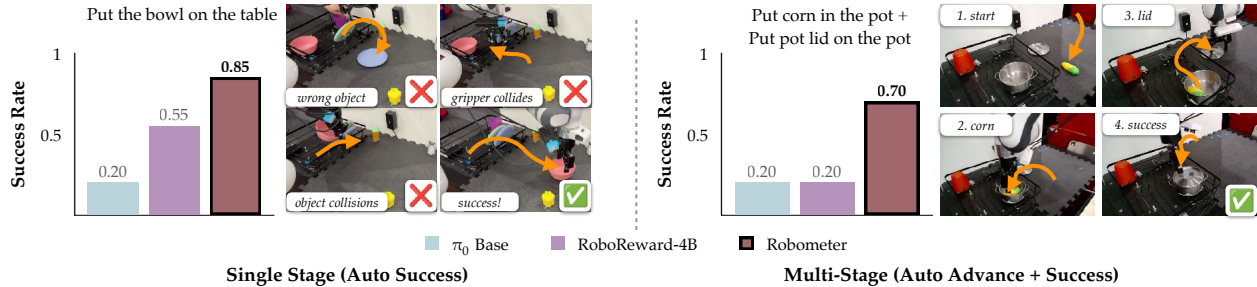 Put the bowl on the table
Success Rate
1
0.5
0.20
0.55
0.85
wrong object
gripper collides
object collisions
success!
Put corn in the pot +
Put pot lid on the pot
Success Rate
1
0.5
0.20
0.20
0.70
1. start
3. lid
2. corn
4. success
π₀ Base
RoboReward-4B
Robometer
Single Stage (Auto Success)
Multi-Stage (Auto Advance + Success)